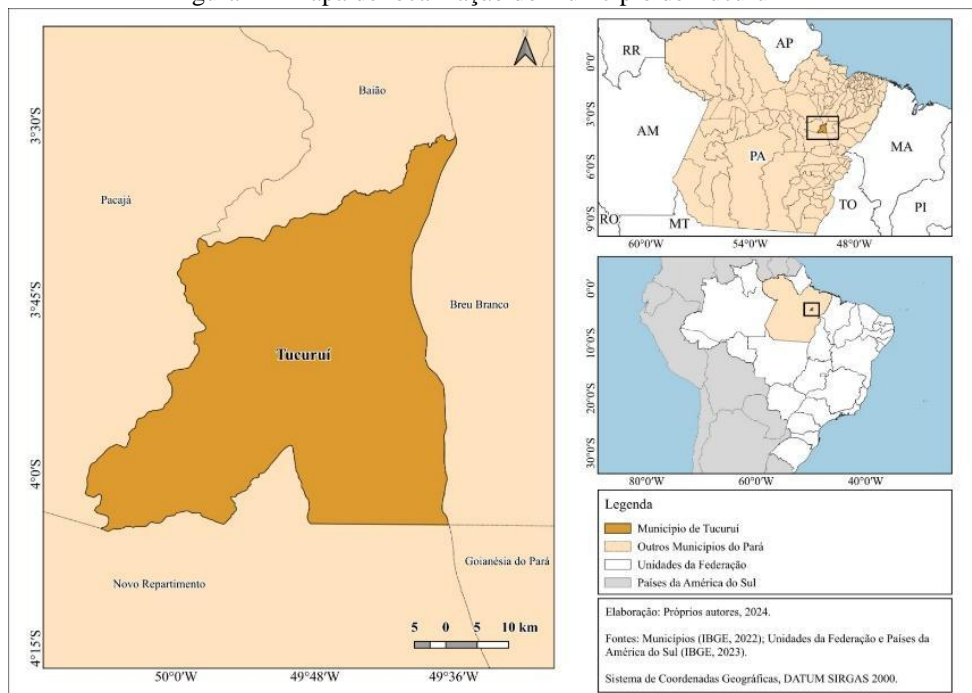 N
Baião
3°30'S
Pacajá
3°45'S
Breu Branco
Tucuruí
4°0'S
Goianésia do Pará
Novo Repartimento
5 0 5 10 km
4°15'S
50°0'W 49°48'W 49°36'W
RR
AP
0°0'
3°0'S
AM
PA
MA
6°0'S
TO
PI
9°0'S
RO
MT
60°0'W 54°0'W 48°0'W
0°0'
10°0'S
20°0'S
30°0'S
80°0'W 60°0'W 40°0'W
Legenda
Município de Tucuruí
Outros Municípios do Pará
Unidades da Federação
Países da América do Sul
Elaboração: Próprios autores, 2024.
Fontes: Municípios (IBGE, 2022); Unidades da Federação e Países da
América do Sul (IBGE, 2023).
Sistema de Coordenadas Geográficas, DATUM SIRGAS 2000.